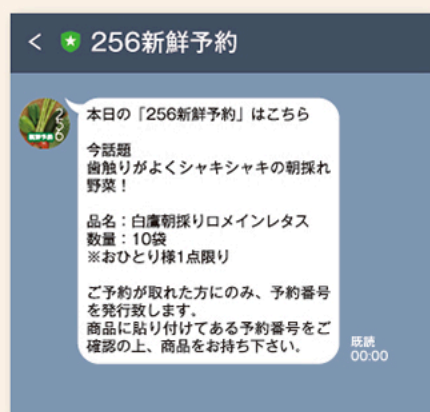 256新鮮予約
256
本日の「256新鮮予約」はこちら
今話題
歯触りがよくシャキシャキの朝採れ
野菜！
品名：白鷹朝採りロメインレタス
数量：10袋
※おひとり様1点限り
ご予約が取れた方にのみ、予約番号
を発行致します。
商品に貼り付けてある予約番号をご
確認の上、商品をお持ち下さい。
既読
00:00